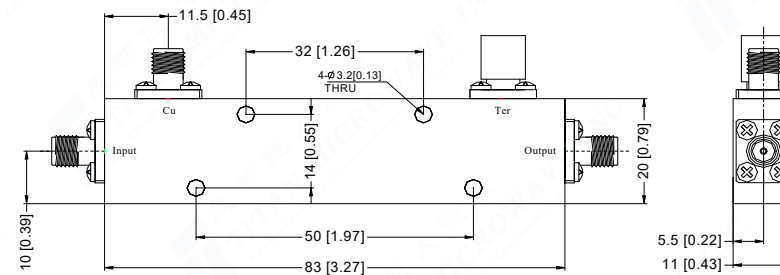 11.5 [0.45]
32 [1.26]
4-Ø3.2[0.13]
THRU
Cu
Ter
Input
Output
14 [0.55]
20 [0.79]
10 [0.39]
50 [1.97]
83 [3.27]
5.5 [0.22]
11 [0.43]